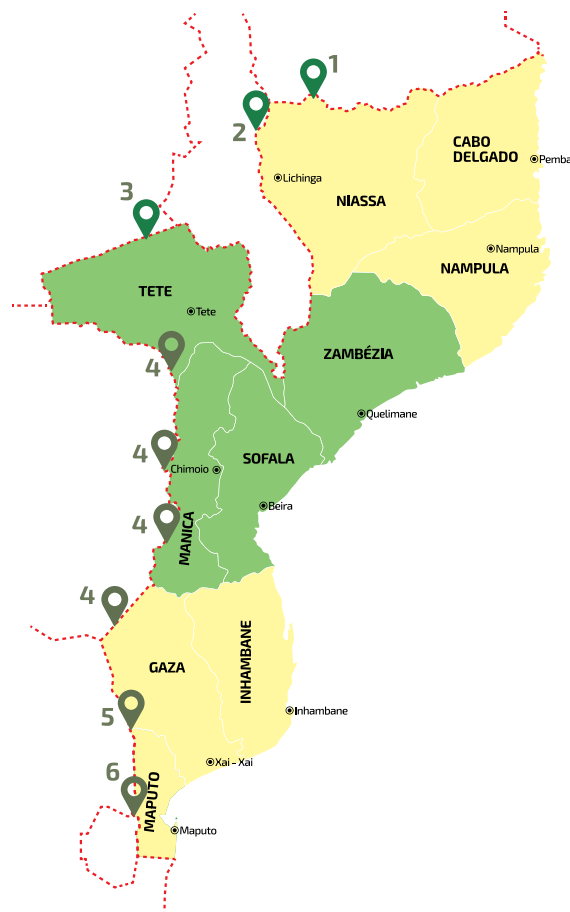 1
2
CABO
DELGADO
Pemba
Lichinga
NIASSA
3
Nampula
NAMPULA
TETE
Tete
ZAMBÉZIA
4
Quelimane
4
SOFALA
Chimoio
Beira
4
MANICA
4
GAZA
INHAMBANE
5
Inhambane
Xai - Xai
6
MAPUTO
Maputo